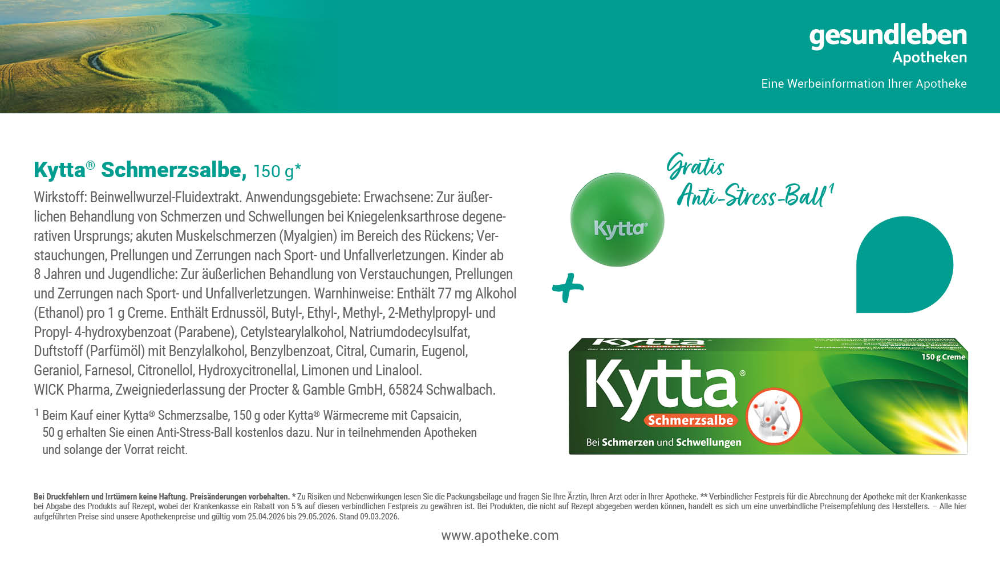 gesundleben
Apotheken
Eine Werbeinformation Ihrer Apotheke
Kytta® Schmerzsalbe, 150 g*
Wirkstoff: Beinwellwurzel-Fluidextrakt. Anwendungsgebiete: Erwachsene: Zur äußer-
lichen Behandlung von Schmerzen und Schwellungen bei Kniegelenksarthrose degene-
rativen Ursprungs; akuten Muskelschmerzen (Myalgien) im Bereich des Rückens; Ver-
stauchungen, Prellungen und Zerrungen nach Sport- und Unfallverletzungen. Kinder ab
8 Jahren und Jugendliche: Zur äußerlichen Behandlung von Verstauchungen, Prellungen
und Zerrungen nach Sport- und Unfallverletzungen. Warnhinweise: Enthält 77 mg Alkohol
(Ethanol) pro 1 g Creme. Enthält Erdnussöl, Butyl-, Ethyl-, Methyl-, 2-Methylpropyl- und
Propyl- 4-hydroxybenzoat (Parabene), Cetylstearylalkohol, Natriumdodecylsulfat,
Duftstoff (Parfümöl) mit Benzylalkohol, Benzylbenzoat, Citral, Cumarin, Eugenol,
Geraniol, Farnesol, Citronellol, Hydroxycitronellal, Limonen und Linalool.
WICK Pharma, Zweigniederlassung der Procter & Gamble GmbH, 65824 Schwalbach.
¹ Beim Kauf einer Kytta® Schmerzsalbe, 150 g oder Kytta® Wärmecreme mit Capsaicin,
50 g erhalten Sie einen Anti-Stress-Ball kostenlos dazu. Nur in teilnehmenden Apotheken
und solange der Vorrat reicht.
Gratis
Anti-Stress-Ball¹
Kytta®
+
Kytta
Schmerzsalbe
Bei Schmerzen und Schwellungen
150 g Creme
Kytta®
Schmerzsalbe
Bei Schmerzen und Schwellungen
Bei Druckfehlern und Irrtümern keine Haftung. Preisänderungen vorbehalten. * Zu Risiken und Nebenwirkungen lesen Sie die Packungsbeilage und fragen Sie Ihre Ärztin, Ihren Arzt oder in Ihrer Apotheke. ** Verbindlicher Festpreis für die Abrechnung der Apotheke mit der Krankenkasse
bei Abgabe des Produkts auf Rezept, wobei der Krankenkasse ein Rabatt von 5 % auf diesen verbindlichen Festpreis zu gewähren ist. Bei Produkten, die nicht auf Rezept abgegeben werden können, handelt es sich um eine unverbindliche Preisempfehlung des Herstellers. – Alle hier
aufgeführten Preise sind unsere Apothekenpreise und gültig vom 25.04.2026 bis 29.05.2026. Stand 09.03.2026.
www.apotheke.com